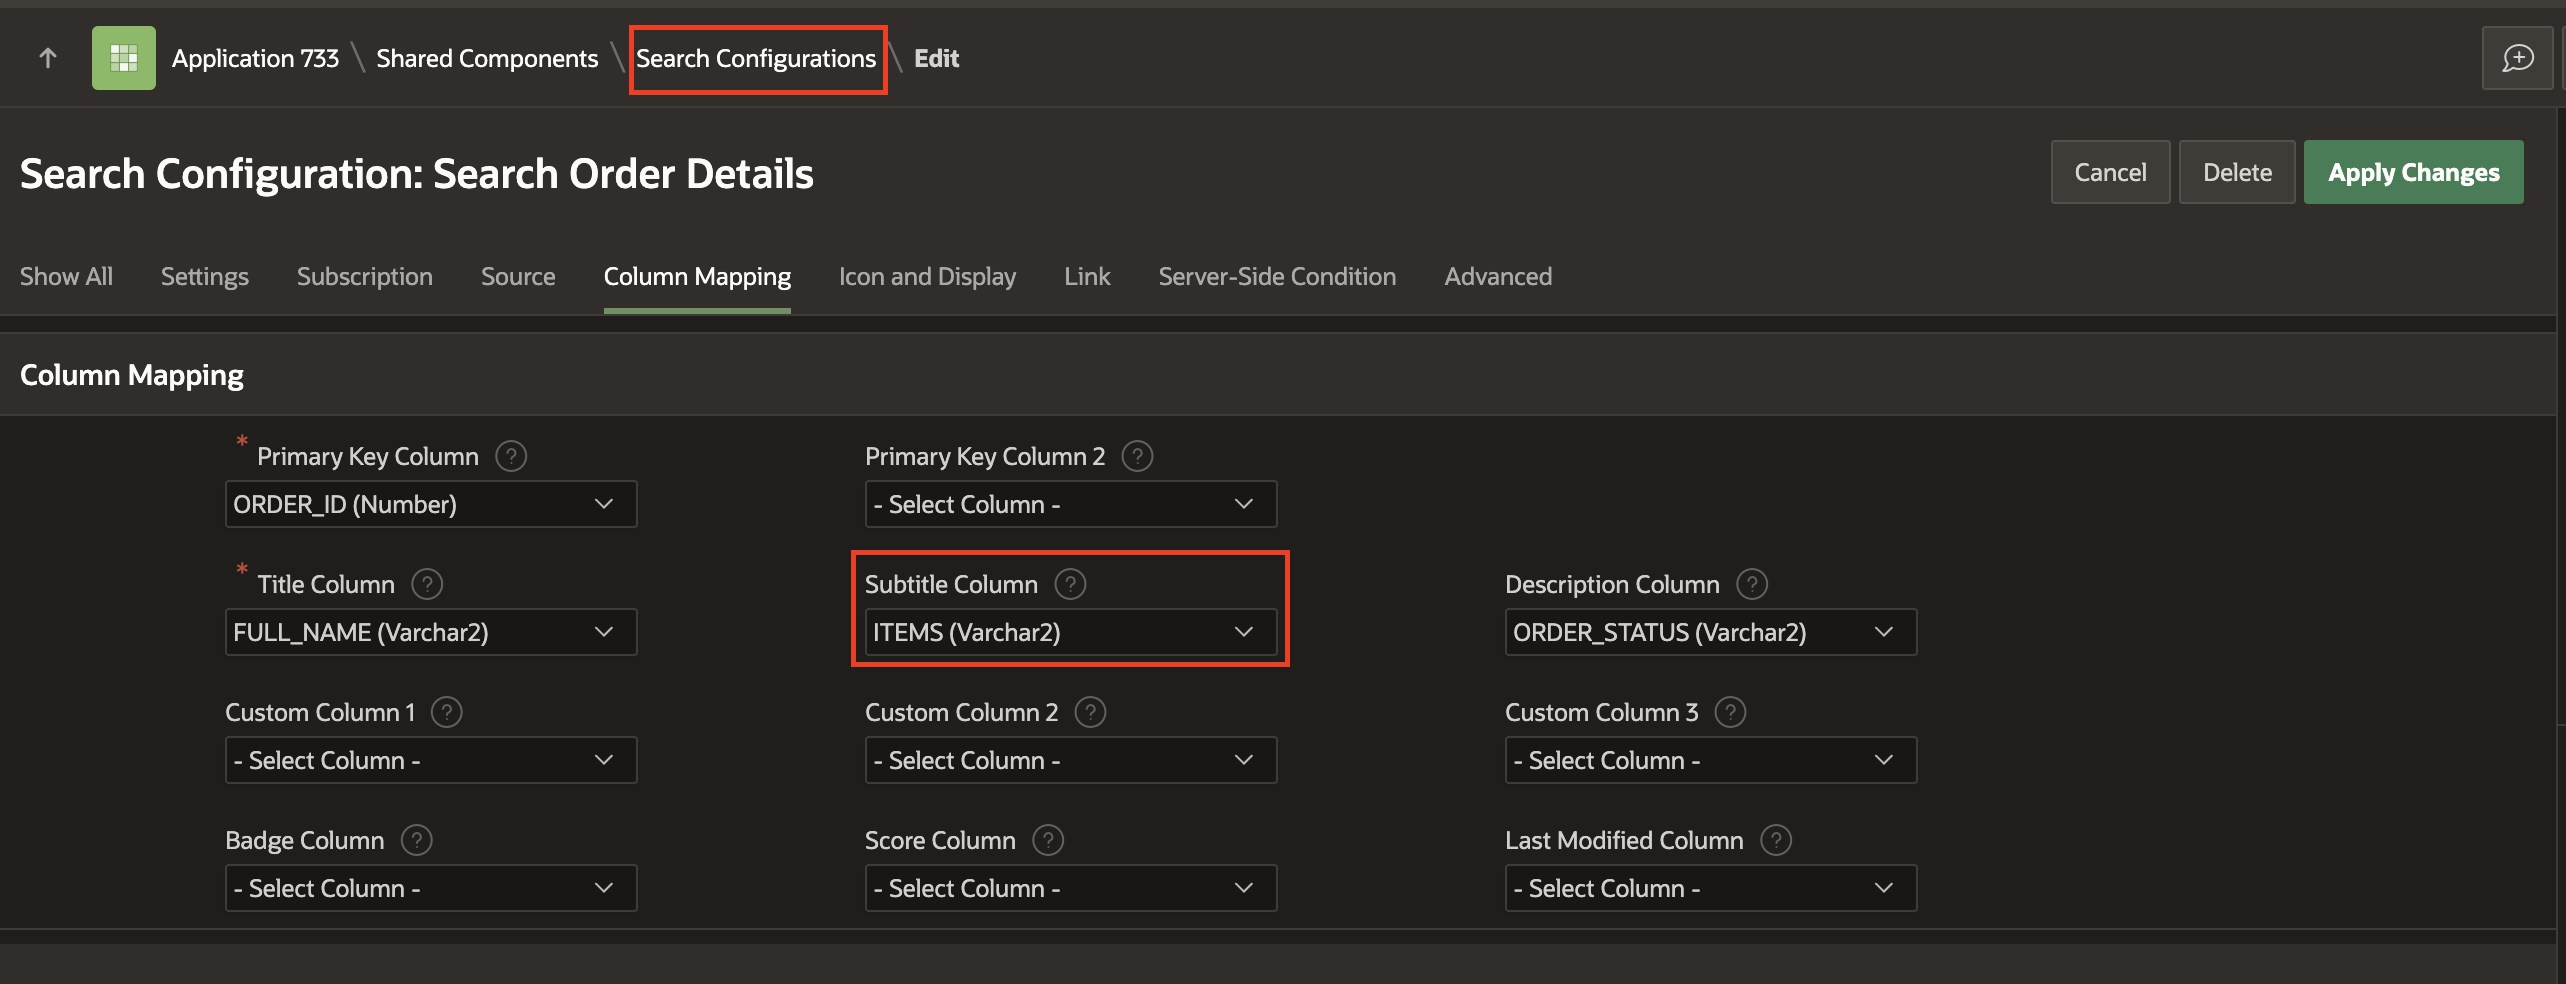 Application 733 \ Shared Components \ Search Configurations \ Edit
Search Configuration: Search Order Details
Cancel Delete Apply Changes
Show All Settings Subscription Source Column Mapping Icon and Display Link Server-Side Condition Advanced
Column Mapping
* Primary Key Column ? Primary Key Column 2 ?
ORDER_ID (Number) - Select Column -
* Title Column ? Subtitle Column ? Description Column ?
FULL_NAME (Varchar2) ITEMS (Varchar2) ORDER_STATUS (Varchar2)
Custom Column 1 ? Custom Column 2 ? Custom Column 3 ?
- Select Column - - Select Column - - Select Column -
Badge Column ? Score Column ? Last Modified Column ?
- Select Column - - Select Column - - Select Column -